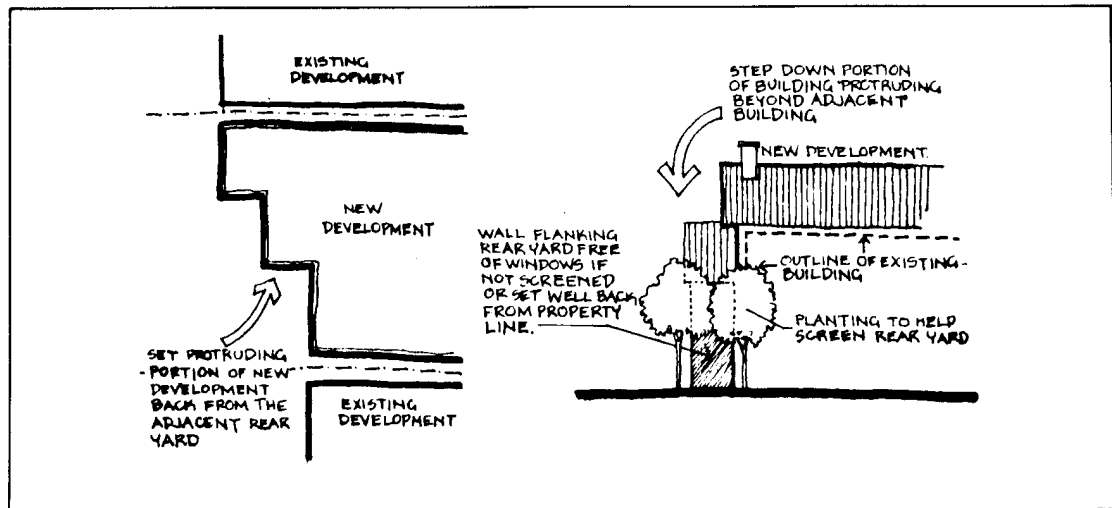 EXISTING
DEVELOPMENT
NEW
DEVELOPMENT
SET PROTRUDING
PORTION OF NEW
DEVELOPMENT
BACK FROM THE
ADJACENT REAR
YARD
EXISTING
DEVELOPMENT
STEP DOWN PORTION
OF BUILDING PROTRUDING
BEYOND ADJACENT
BUILDING
NEW DEVELOPMENT.
WALL FLANKING
REAR YARD FREE
OF WINDOWS IF
NOT SCREENED
OR SET WELL BACK
FROM PROPERTY
LINE.
OUTLINE OF EXISTING
BUILDING
PLANTING TO HELP
SCREEN REAR YARD